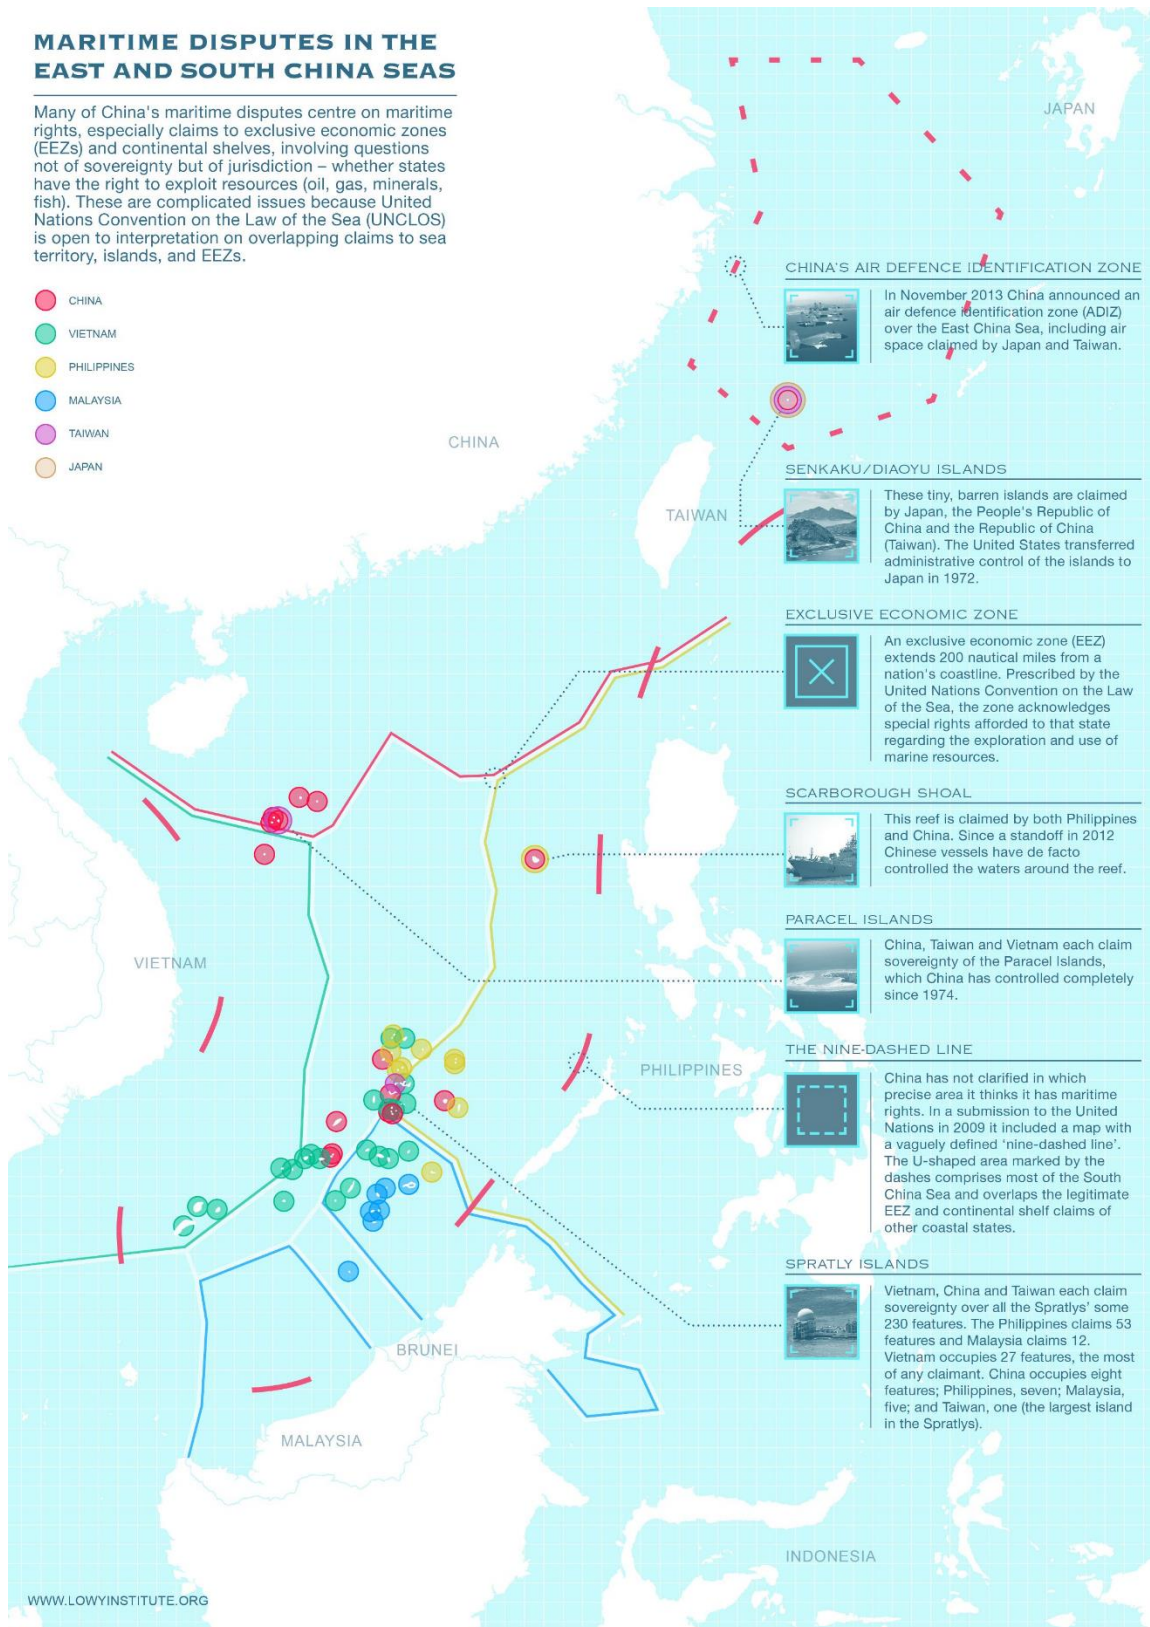 MARITIME DISPUTES IN THE
EAST AND SOUTH CHINA SEAS
Many of China's maritime disputes centre on maritime
rights, especially claims to exclusive economic zones
(EEZs) and continental shelves, involving questions
not of sovereignty but of jurisdiction – whether states
have the right to exploit resources (oil, gas, minerals,
fish). These are complicated issues because United
Nations Convention on the Law of the Sea (UNCLOS)
is open to interpretation on overlapping claims to sea
territory, islands, and EEZs.
CHINA
VIETNAM
PHILIPPINES
MALAYSIA
TAIWAN
JAPAN
JAPAN
CHINA
TAIWAN
VIETNAM
PHILIPPINES
BRUNEI
MALAYSIA
INDONESIA
CHINA'S AIR DEFENCE IDENTIFICATION ZONE
In November 2013 China announced an
air defence identification zone (ADIZ)
over the East China Sea, including air
space claimed by Japan and Taiwan.
SENKAKU/DIAOYU ISLANDS
These tiny, barren islands are claimed
by Japan, the People's Republic of
China and the Republic of China
(Taiwan). The United States transferred
administrative control of the islands to
Japan in 1972.
EXCLUSIVE ECONOMIC ZONE
An exclusive economic zone (EEZ)
extends 200 nautical miles from a
nation's coastline. Prescribed by the
United Nations Convention on the Law
of the Sea, the zone acknowledges
special rights afforded to that state
regarding the exploration and use of
marine resources.
SCARBOROUGH SHOAL
This reef is claimed by both Philippines
and China. Since a standoff in 2012
Chinese vessels have de facto
controlled the waters around the reef.
PARACEL ISLANDS
China, Taiwan and Vietnam each claim
sovereignty of the Paracel Islands,
which China has controlled completely
since 1974.
THE NINE-DASHED LINE
China has not clarified in which
precise area it thinks it has maritime
rights. In a submission to the United
Nations in 2009 it included a map with
a vaguely defined 'nine-dashed line'.
The U-shaped area marked by the
dashes comprises most of the South
China Sea and overlaps the legitimate
EEZ and continental shelf claims of
other coastal states.
SPRATLY ISLANDS
Vietnam, China and Taiwan each claim
sovereignty over all the Spratlys' some
230 features. The Philippines claims 53
features and Malaysia claims 12.
Vietnam occupies 27 features, the most
of any claimant. China occupies eight
features; Philippines, seven; Malaysia,
five; and Taiwan, one (the largest island
in the Spratlys).
WWW.LOWYINSTITUTE.ORG